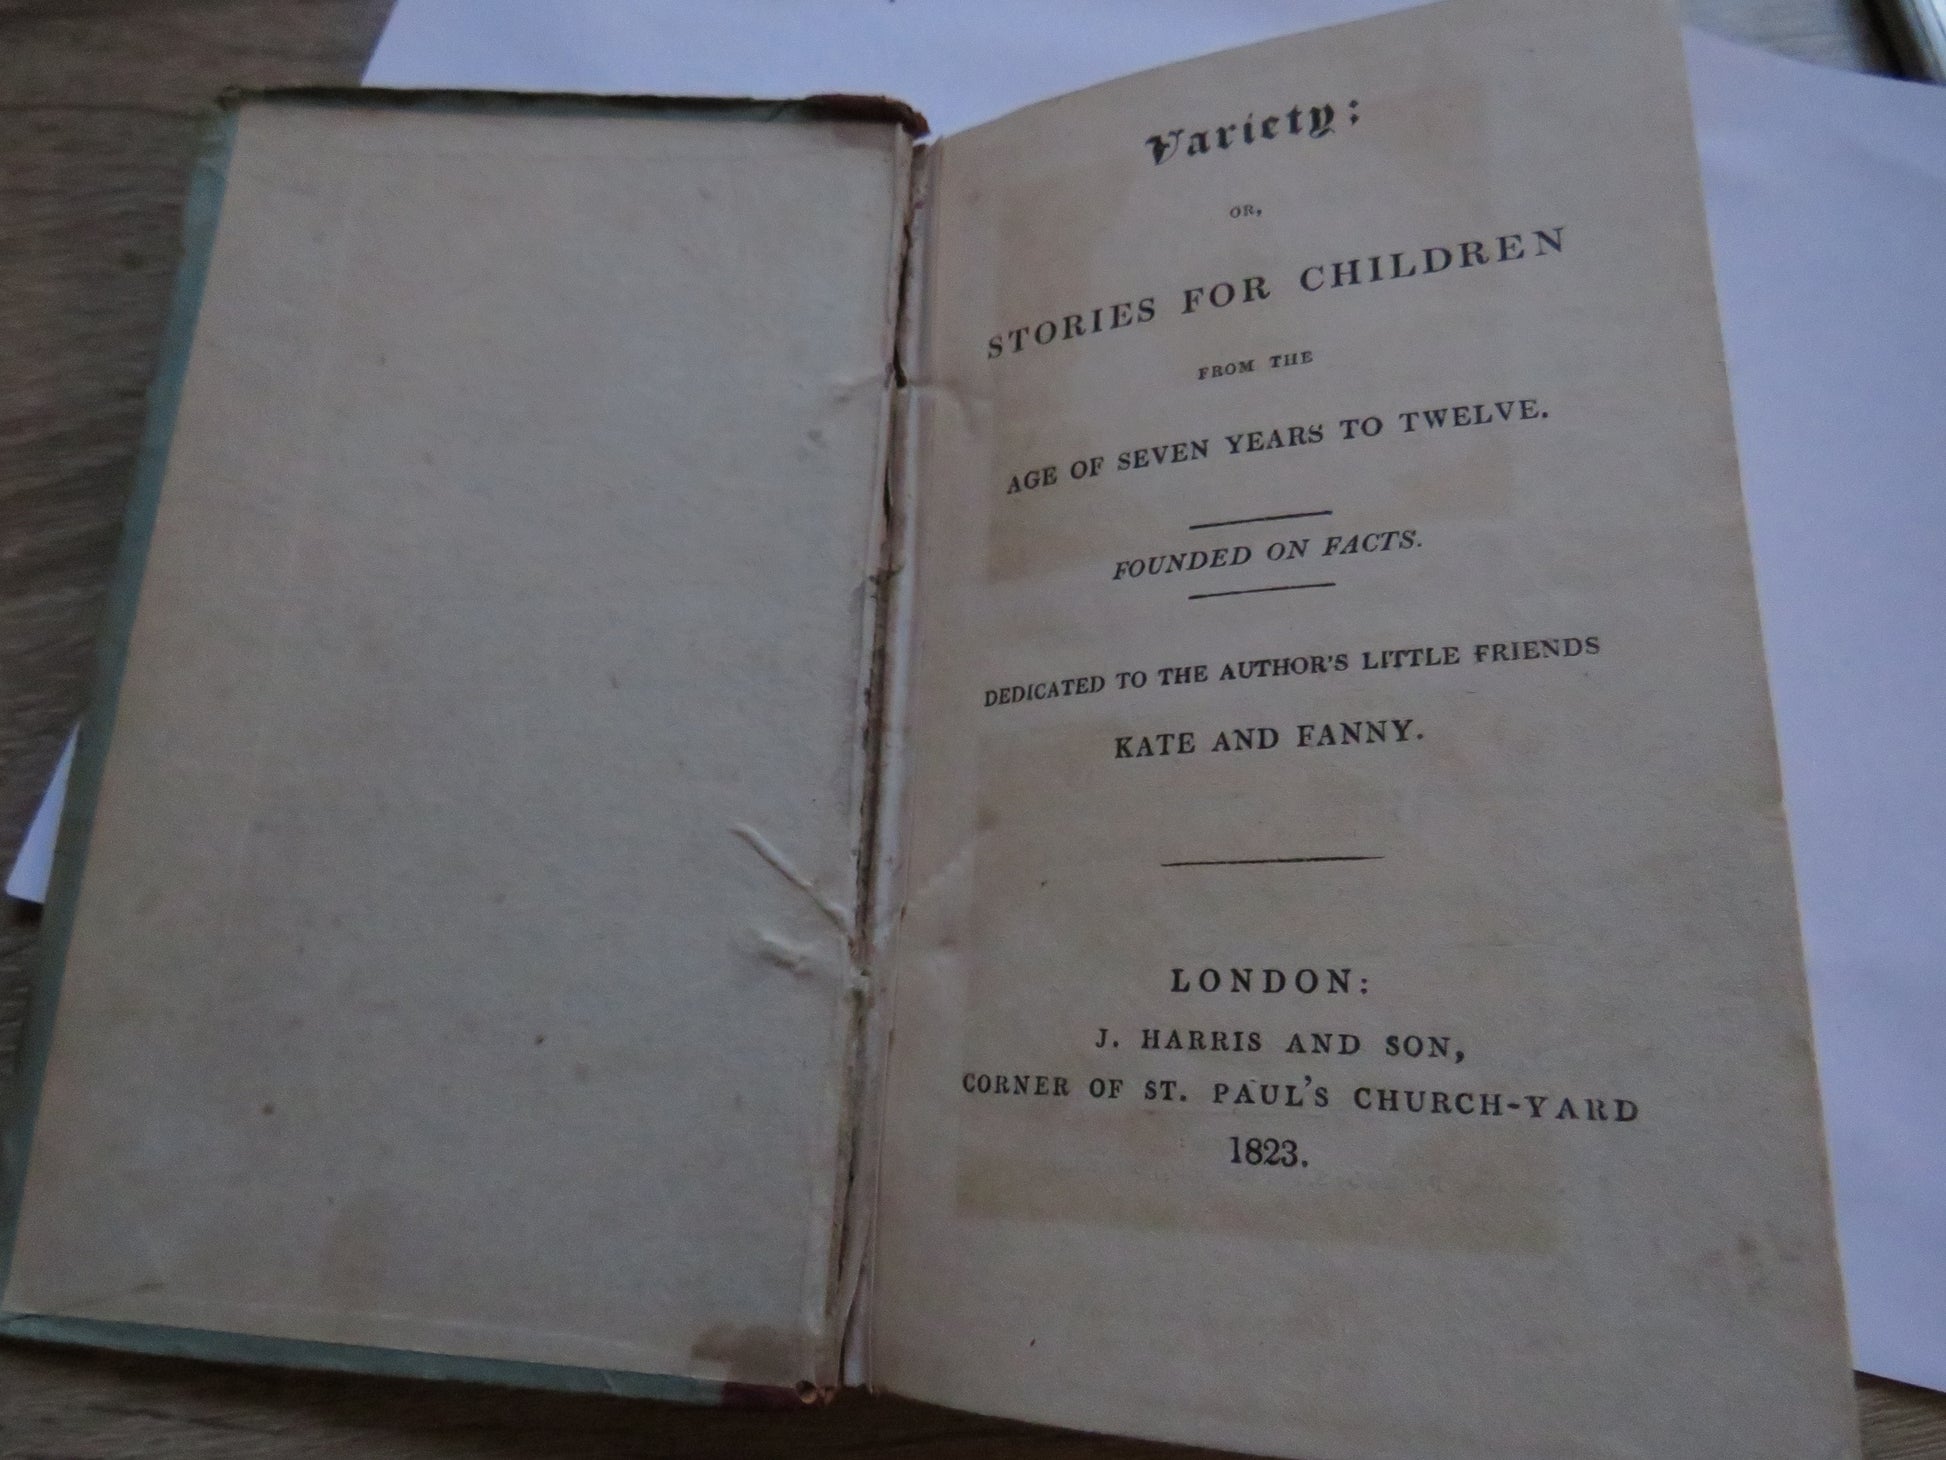 Variety:
OR,
STORIES FOR CHILDREN
FROM THE
AGE OF SEVEN YEARS TO TWELVE.
FOUNDED ON FACTS.
DEDICATED TO THE AUTHOR'S LITTLE FRIENDS
KATE AND FANNY.
LONDON:
J. HARRIS AND SON,
CORNER OF ST. PAUL'S CHURCH-YARD
1823.